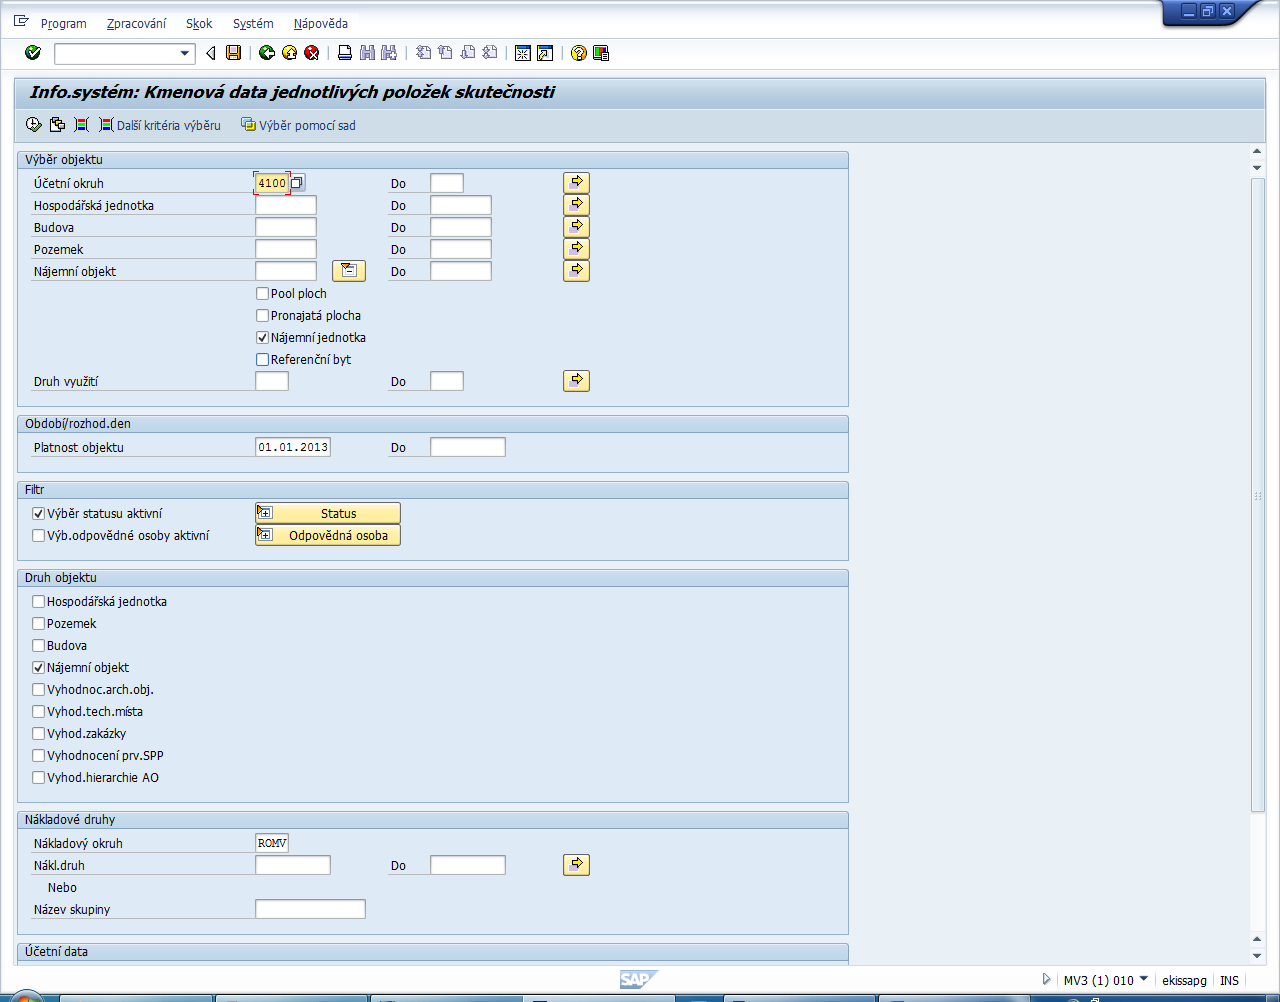 Program Zpracování Skok Systém Nápověda
Info.systém: Kmenová data jednotlivých položek skutečnosti
Další kritéria výběru Výběr pomocí sad
Výběr objektu
Účetní okruh 4100 Do
Hospodářská jednotka Do
Budova Do
Pozemek Do
Nájemní objekt Do
Pool ploch
Pronajatá plocha
Nájemní jednotka
Referenční byt
Druh využití Do
Období/rozhod.den
Platnost objektu 01.01.2013 Do
Filtr
Výběr statusu aktivní Status
Výb.odpovědné osoby aktivní Odpovědná osoba
Druh objektu
Hospodářská jednotka
Pozemek
Budova
Nájemní objekt
Vyhodnoc.arch.obj.
Vyhod.tech.místa
Vyhod.zakázky
Vyhodnocení prv.SPP
Vyhod.hierarchie AO
Nákladové druhy
Nákladový okruh ROMV
Nákl.druh Do
Nebo
Název skupiny
Účetní data
SAP MV3 (1) 010 ekissapg INS